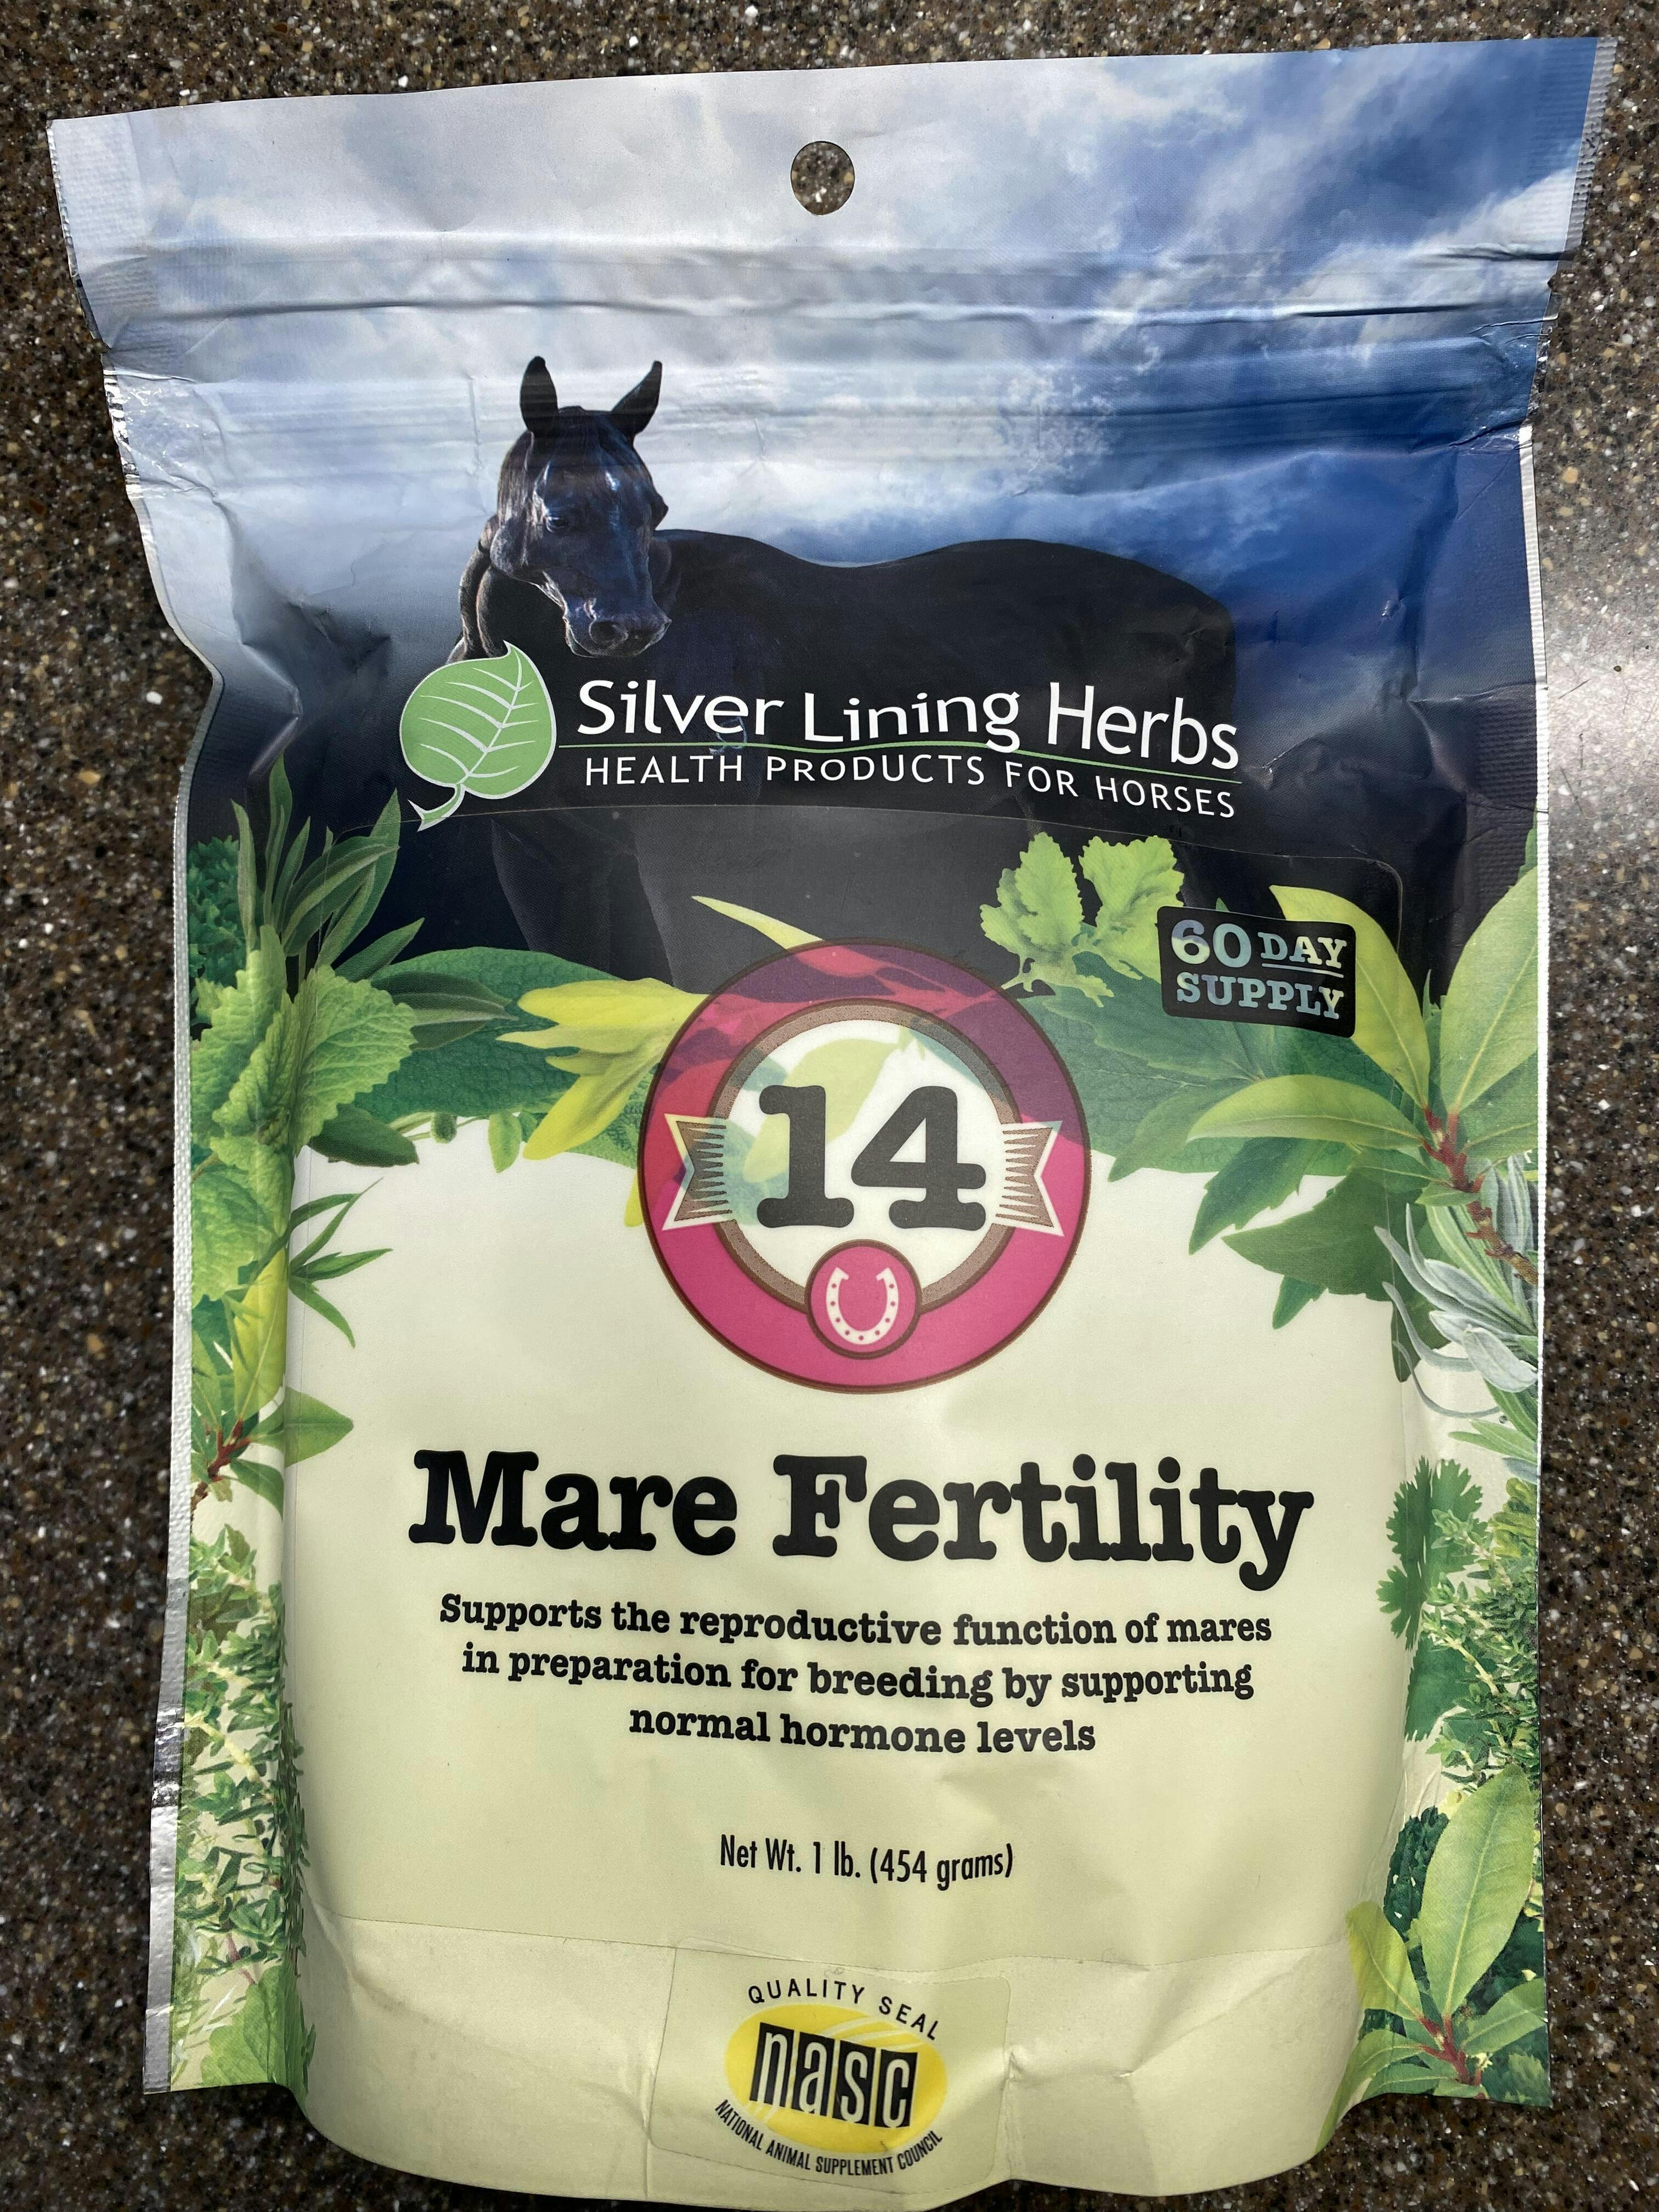 Silver Lining Herbs
HEALTH PRODUCTS FOR HORSES
60 DAY
SUPPLY
14
Mare Fertility
Supports the reproductive function of mares
in preparation for breeding by supporting
normal hormone levels
Net Wt. 1 lb. (454 grams)
QUALITY SEAL
nasc
NATIONAL ANIMAL SUPPLEMENT COUNCIL